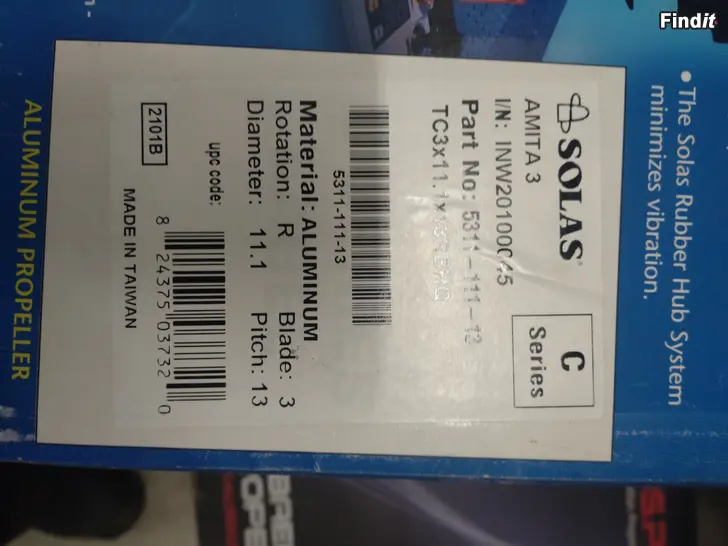 Findit
• The Solas Rubber Hub System
minimizes vibration.
SOLAS
AMITA 3
C
Series
I/N: INW20100045
Part No: 5311-111-13
5311-111-13
Material: ALUMINUM
Rotation: R Blade: 3
Diameter: 11.1 Pitch: 13
upc code:
8 24375 03732 0
2101B
MADE IN TAIWAN
ALUMINUM PROPELLER